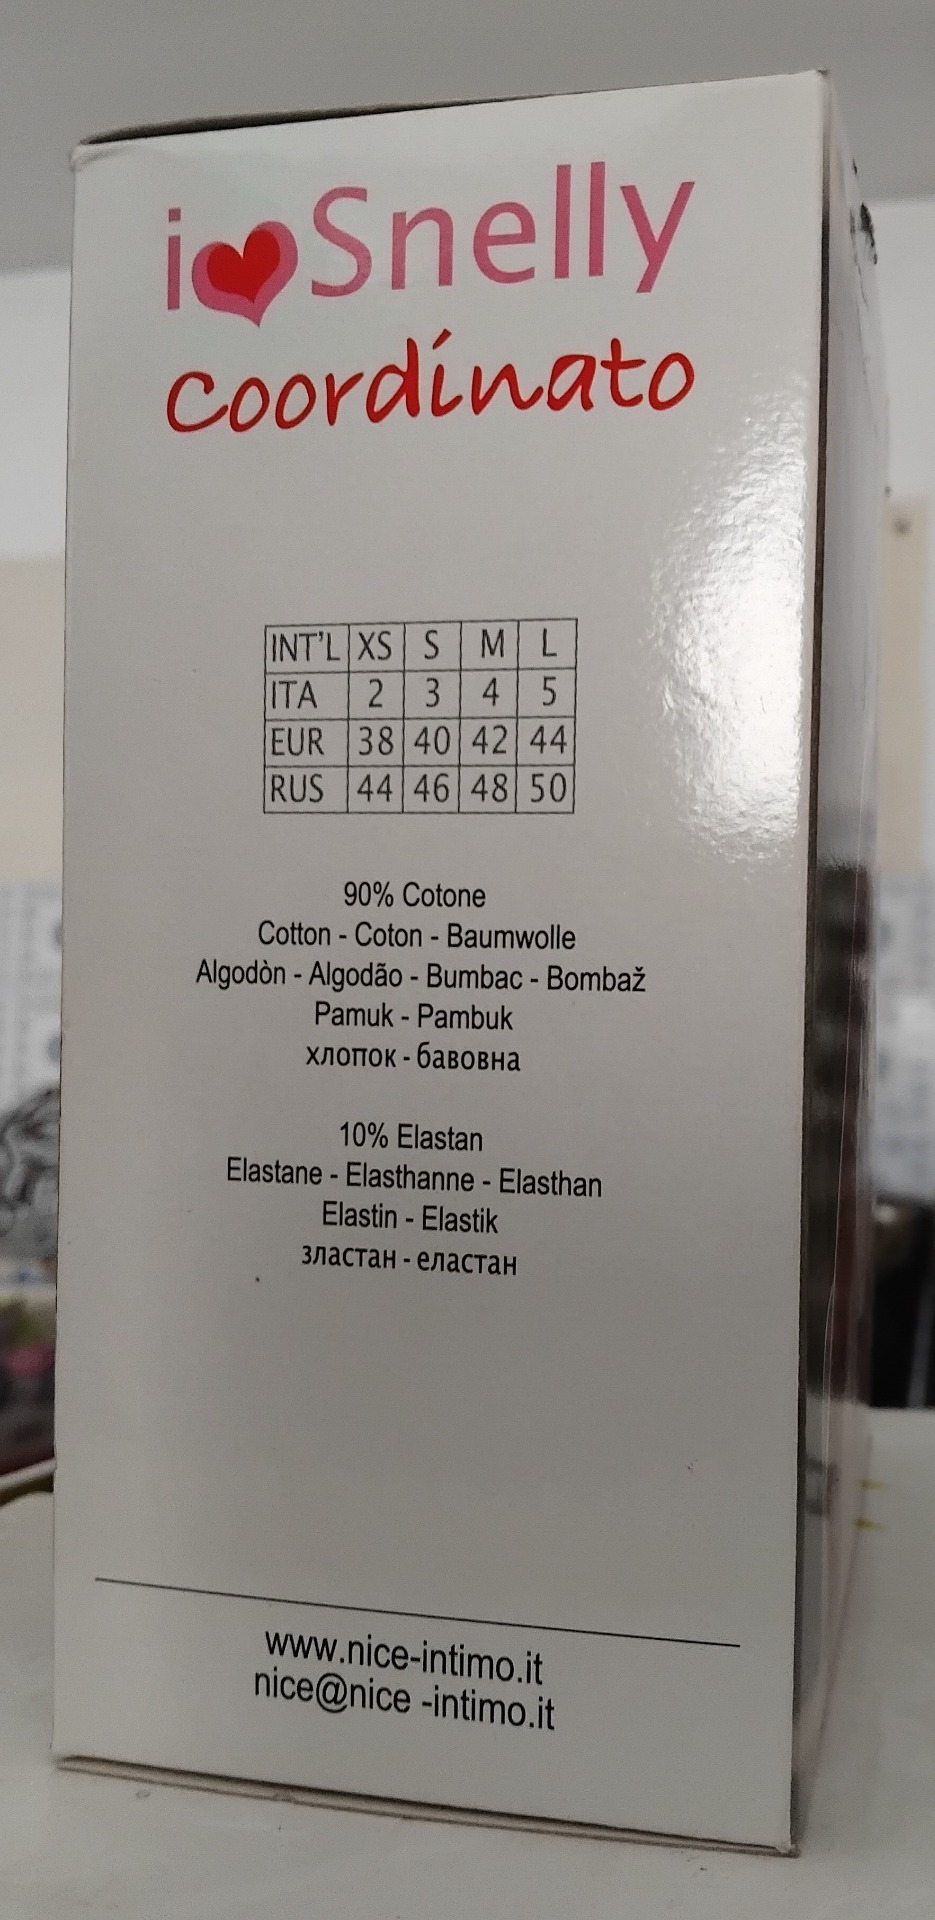 i Snelly
Coordinato
INT'L XS S M L
ITA 2 3 4 5
EUR 38 40 42 44
RUS 44 46 48 50
90% Cotone
Cotton - Coton - Baumwolle
Algodòn - Algodão - Bumbac - Bombaž
Pamuk - Pambuk
хлопок - бавовна
10% Elastan
Elastane - Elasthanne - Elasthan
Elastin - Elastik
зластан - еластан
www.nice-intimo.it
nice@nice -intimo.it